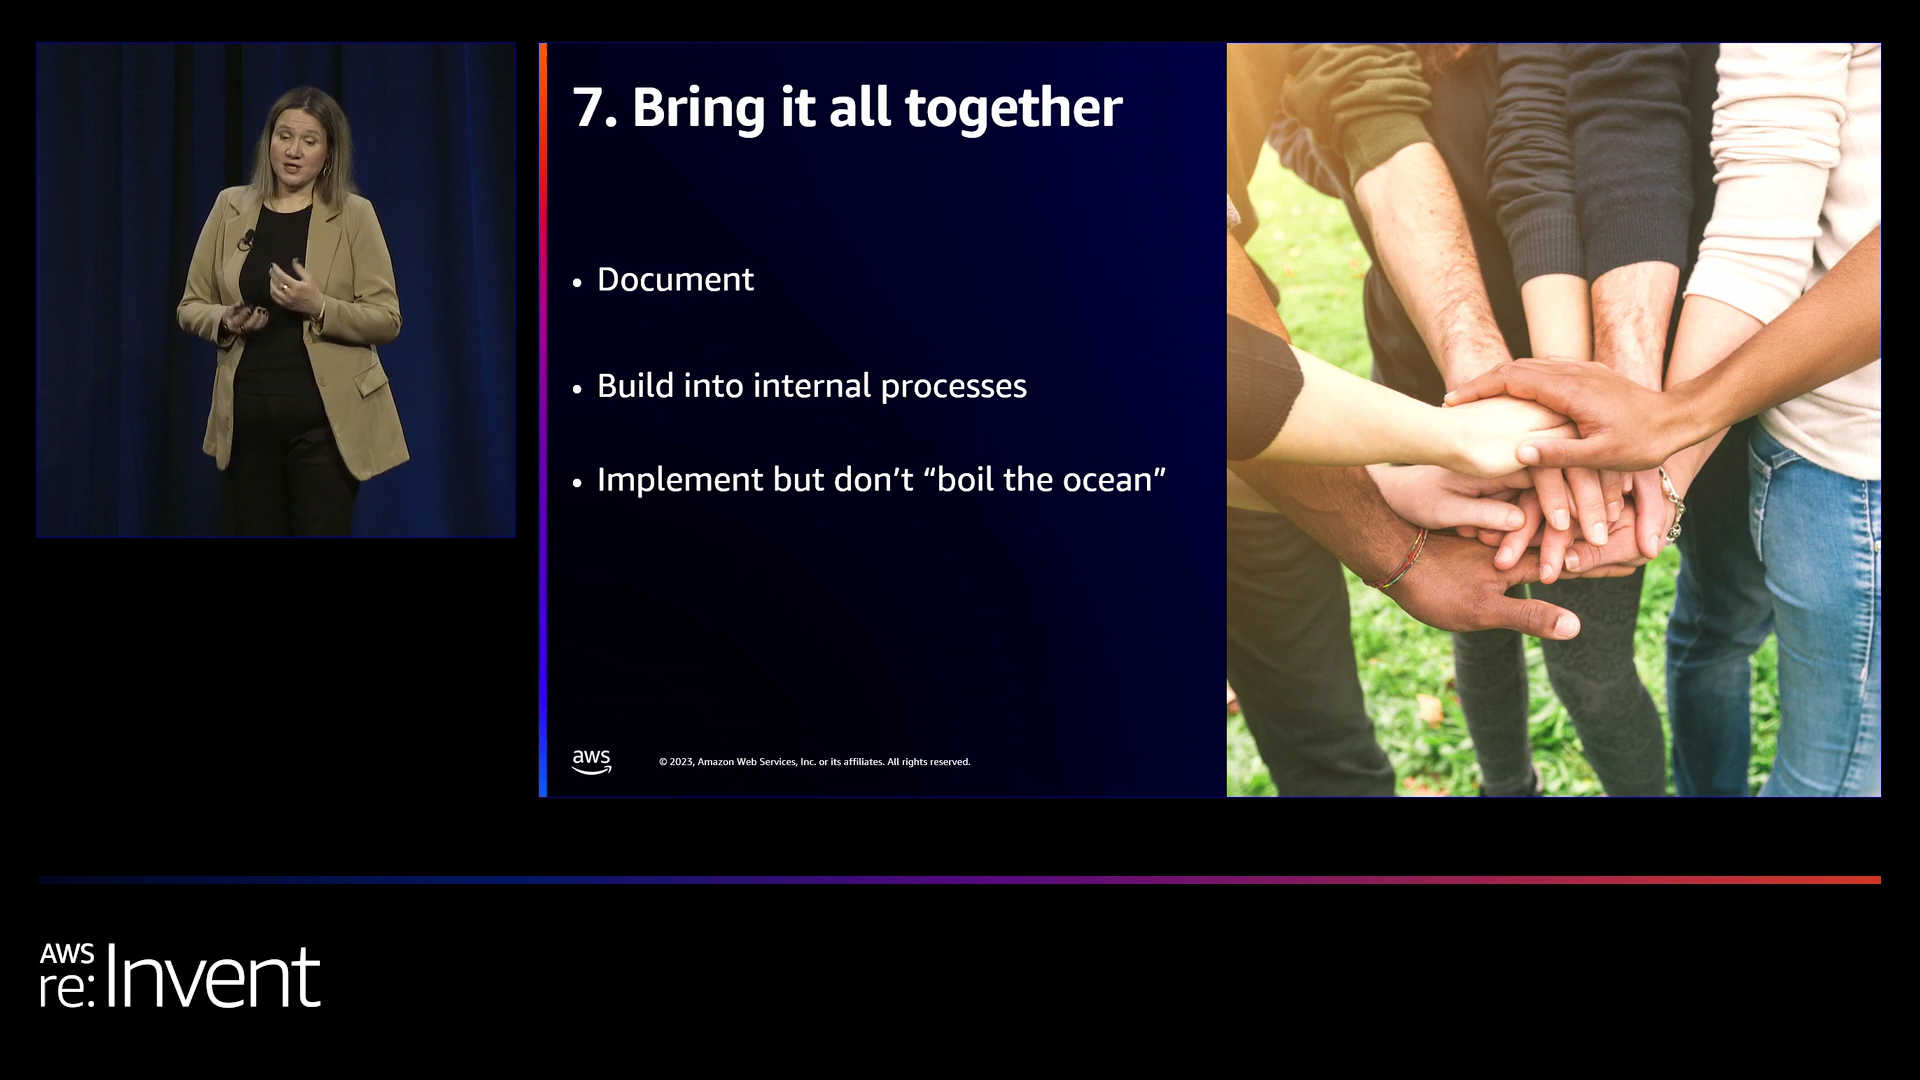 7. Bring it all together
• Document
• Build into internal processes
• Implement but don’t “boil the ocean”
aws
© 2023, Amazon Web Services, Inc. or its affiliates. All rights reserved.
AWS
re:Invent